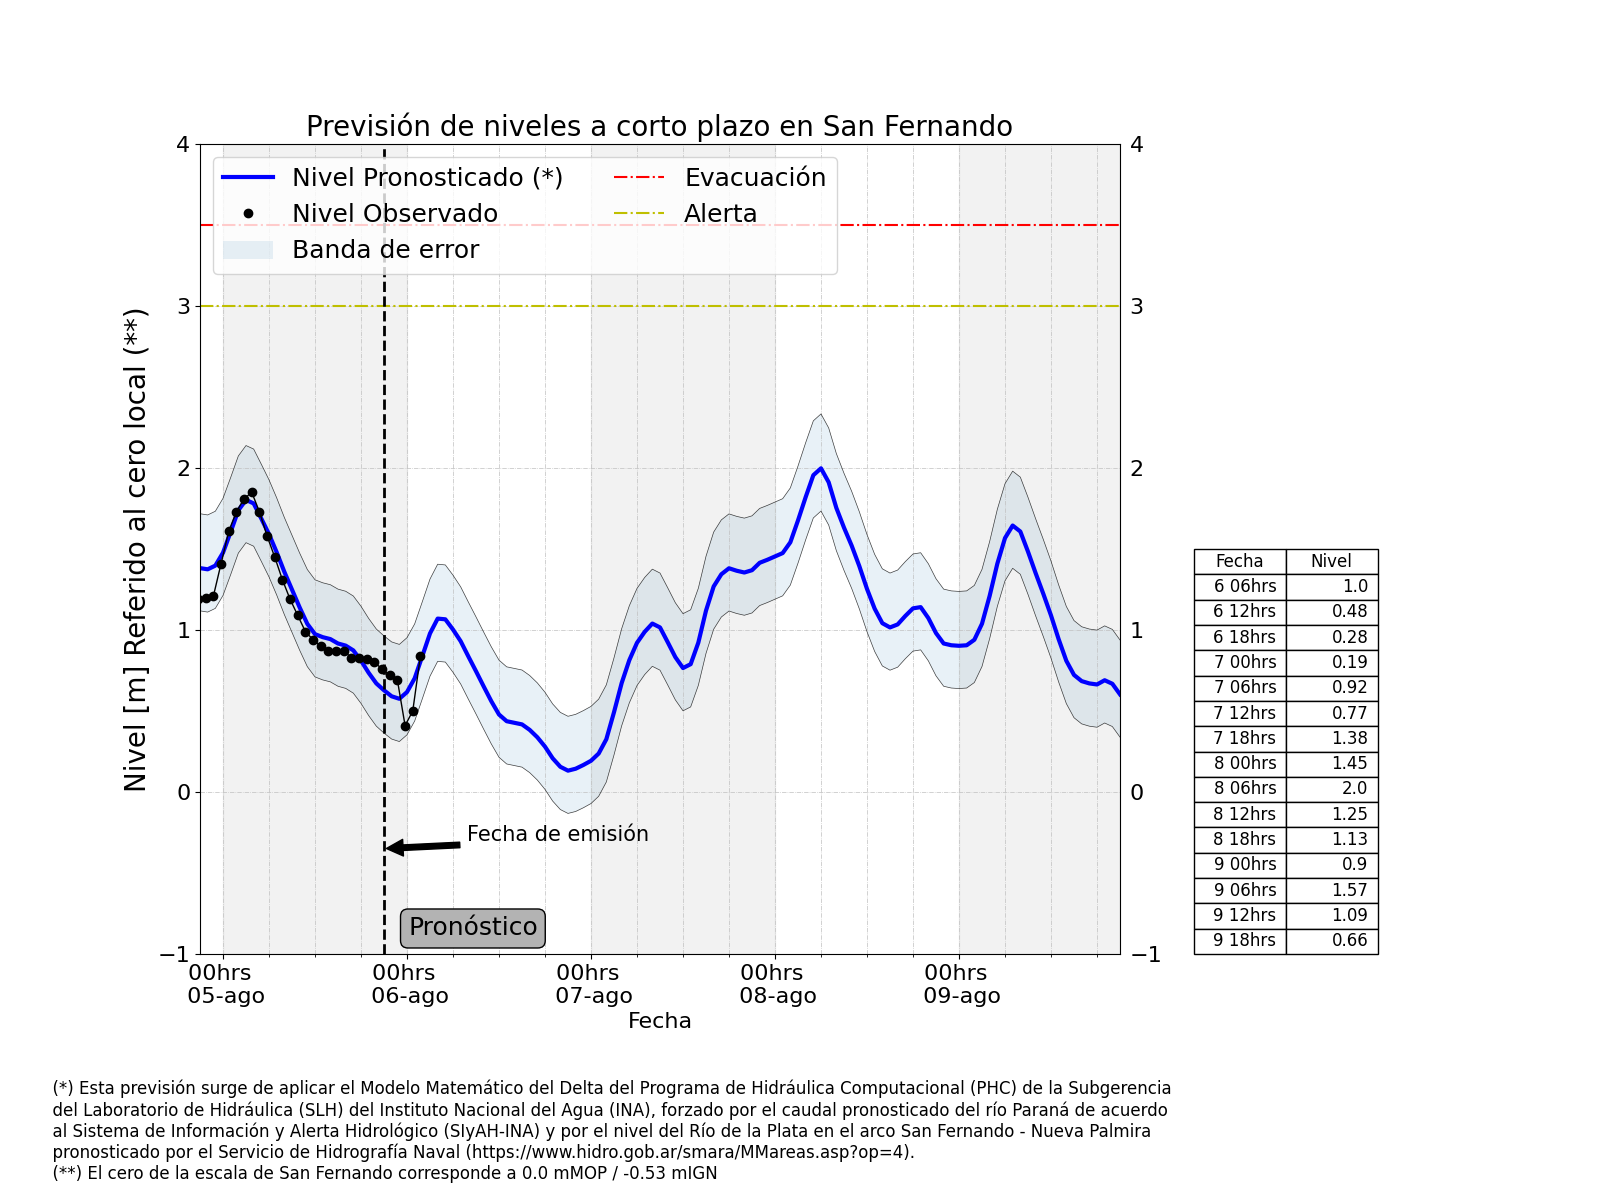 Previsión de niveles a corto plazo en San Fernando
Nivel Pronosticado (*)
Nivel Observado
Banda de error
Evacuación
Alerta
Nivel [m] Referido al cero local (**)
4
3
2
1
0
−1
4
3
2
1
0
−1
Fecha de emisión
Pronóstico
00hrs
05-ago
00hrs
06-ago
00hrs
07-ago
00hrs
08-ago
00hrs
09-ago
Fecha
Fecha Nivel
6 06hrs 1.0
6 12hrs 0.48
6 18hrs 0.28
7 00hrs 0.19
7 06hrs 0.92
7 12hrs 0.77
7 18hrs 1.38
8 00hrs 1.45
8 06hrs 2.0
8 12hrs 1.25
8 18hrs 1.13
9 00hrs 0.9
9 06hrs 1.57
9 12hrs 1.09
9 18hrs 0.66
(*) Esta previsión surge de aplicar el Modelo Matemático del Delta del Programa de Hidráulica Computacional (PHC) de la Subgerencia
del Laboratorio de Hidráulica (SLH) del Instituto Nacional del Agua (INA), forzado por el caudal pronosticado del río Paraná de acuerdo
al Sistema de Información y Alerta Hidrológico (SIyAH-INA) y por el nivel del Río de la Plata en el arco San Fernando - Nueva Palmira
pronosticado por el Servicio de Hidrografía Naval (https://www.hidro.gob.ar/smara/MMareas.asp?op=4).
(**) El cero de la escala de San Fernando corresponde a 0.0 mMOP / -0.53 mIGN